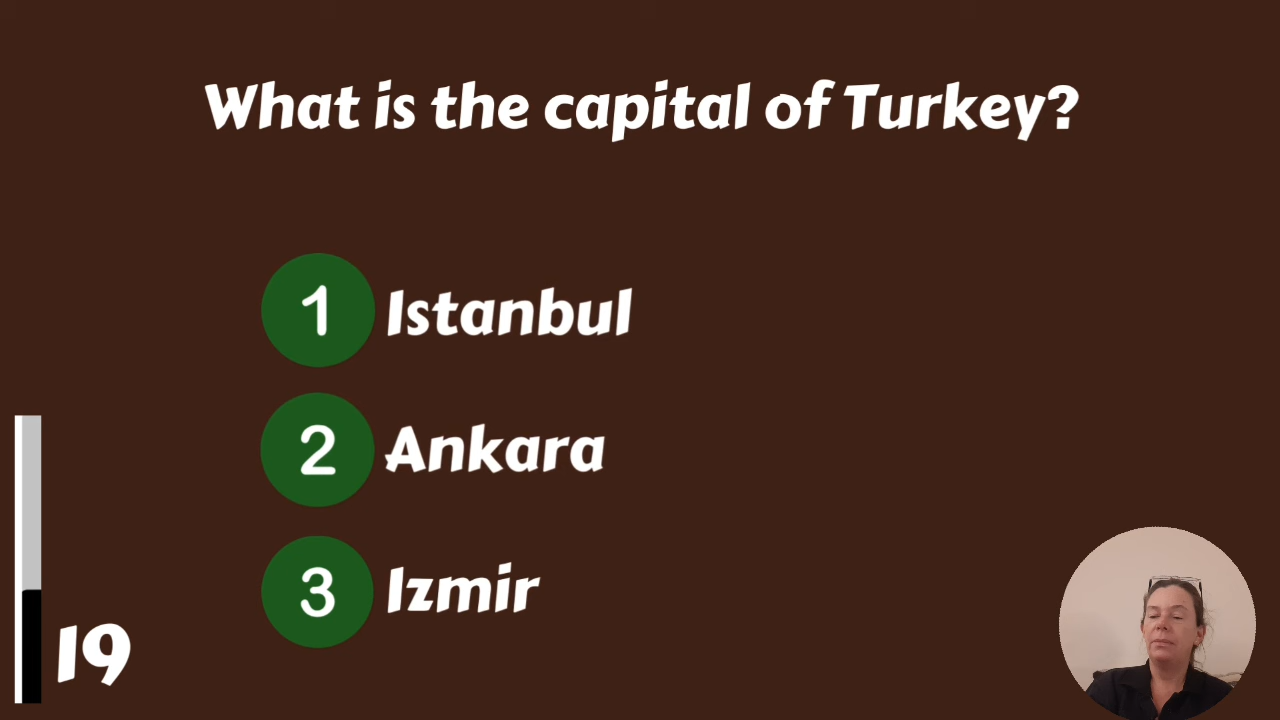 What is the capital of Turkey?
1 Istanbul
2 Ankara
3 Izmir
19